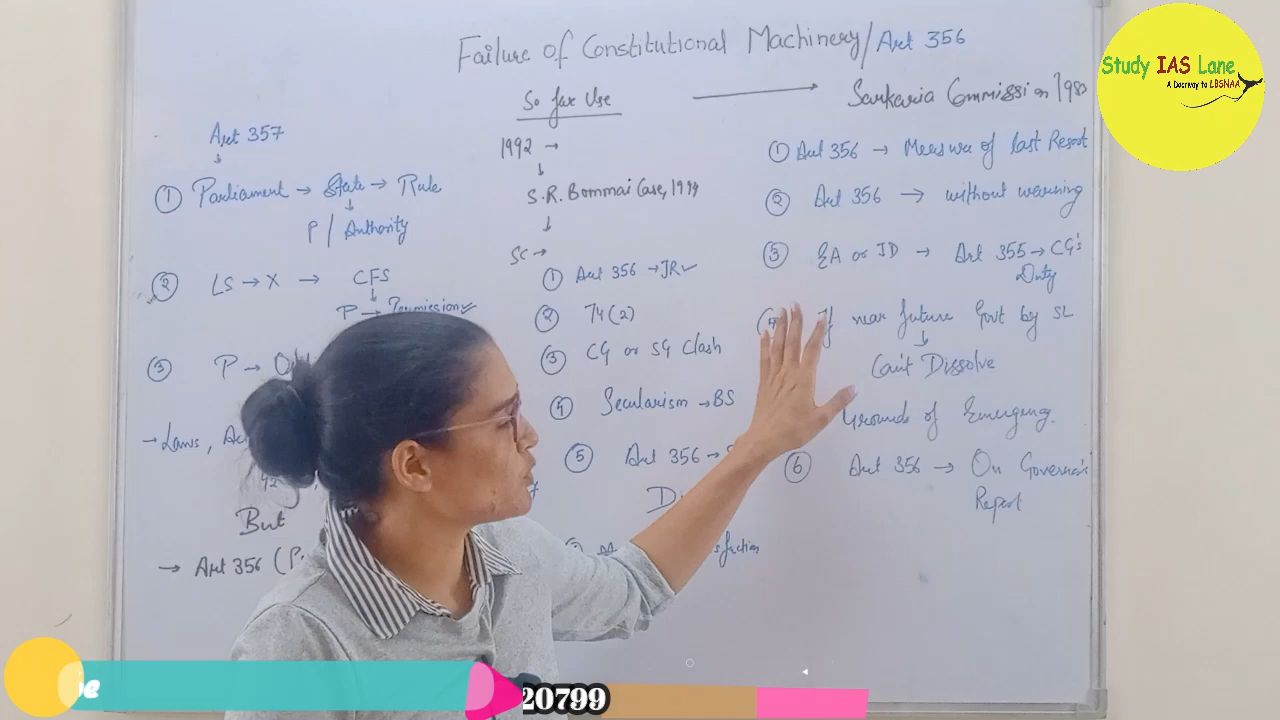 Failure of Constitutional Machinery/Art 356
Study IAS Lane
A Doorway to LBSNAA
Art 357
① Parliament → State → Rule
P / Authority
② LS → X → CFS
P → Permission✓
③ P →
→ Laws,
42
But
→ Art 356 (P.
So far Use
1992 →
S.R. Bommai Case, 1994
SC →
① Art 356 → JR✓
② 74(2)
③ CG or SG Clash
④ Secularism → BS
⑤ Art 356 →
Sarkaria Commission
① Art 356 → Measure of last Resort
② Art 356 → without warning
③ EA or ID → Art 355 → CG's
Duty
④ If near future Govt by SL
Can't Dissolve
Grounds of Emergency.
⑥ Art 356 → On Governor's
Report
20799